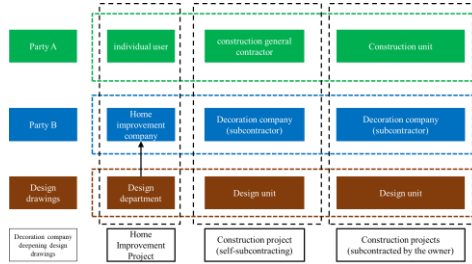 Party A
individual user
construction general
contractor
Construction unit
Party B
Home
improvement
company
Decoration company
(subcontractor)
Decoration company
(subcontractor)
Design
drawings
Design
department
Design unit
Design unit
Decoration company
deepening design
drawings
Home
Improvement
Project
Construction project
(self-subcontracting)
Construction projects
(subcontracted by the owner)